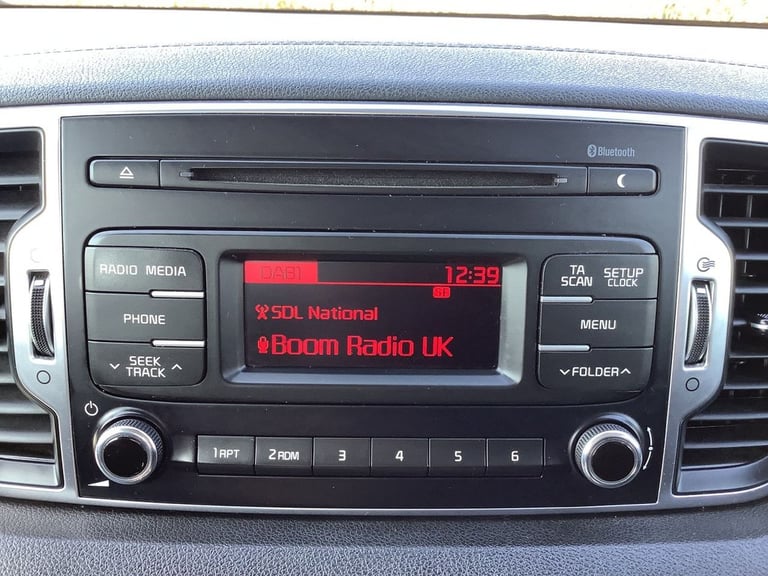 Bluetooth
RADIO MEDIA
PHONE
SEEK
TRACK
DAB1
12:39
SDL National
Boom Radio UK
TA
SCAN
SETUP
CLOCK
MENU
FOLDER
1 RPT
2 RDM
3
4
5
6